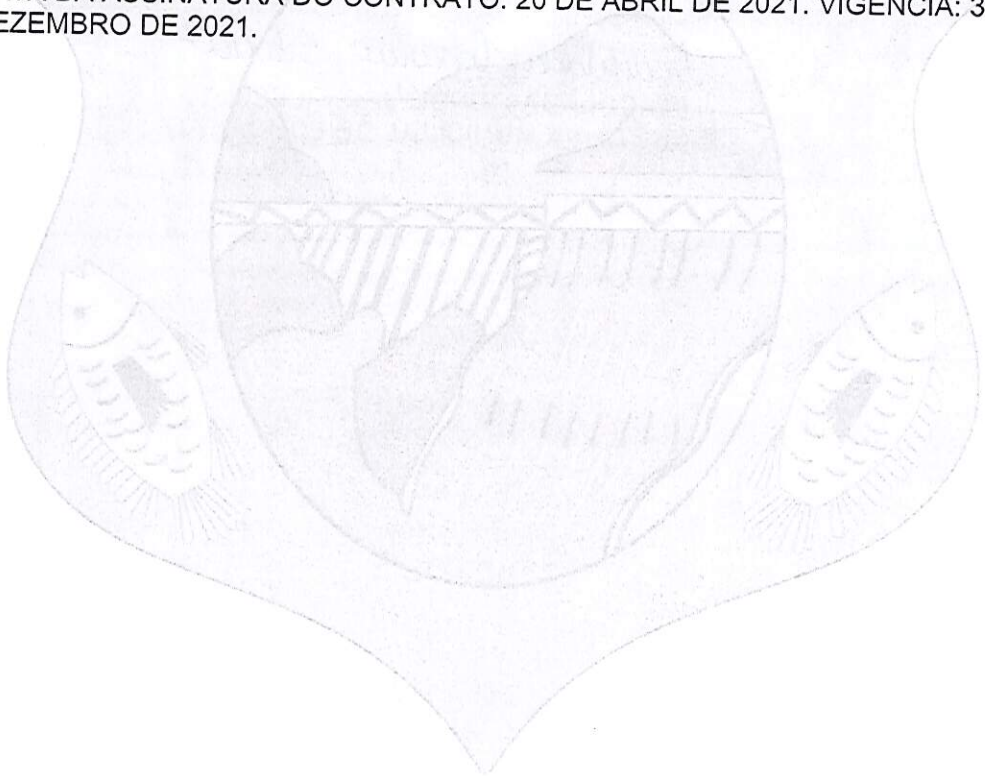 ASSINATURA DO CONTRATO: 20 DE ABRIL DE 2021. VIGÊNCIA: 3
EZEMBRO DE 2021.